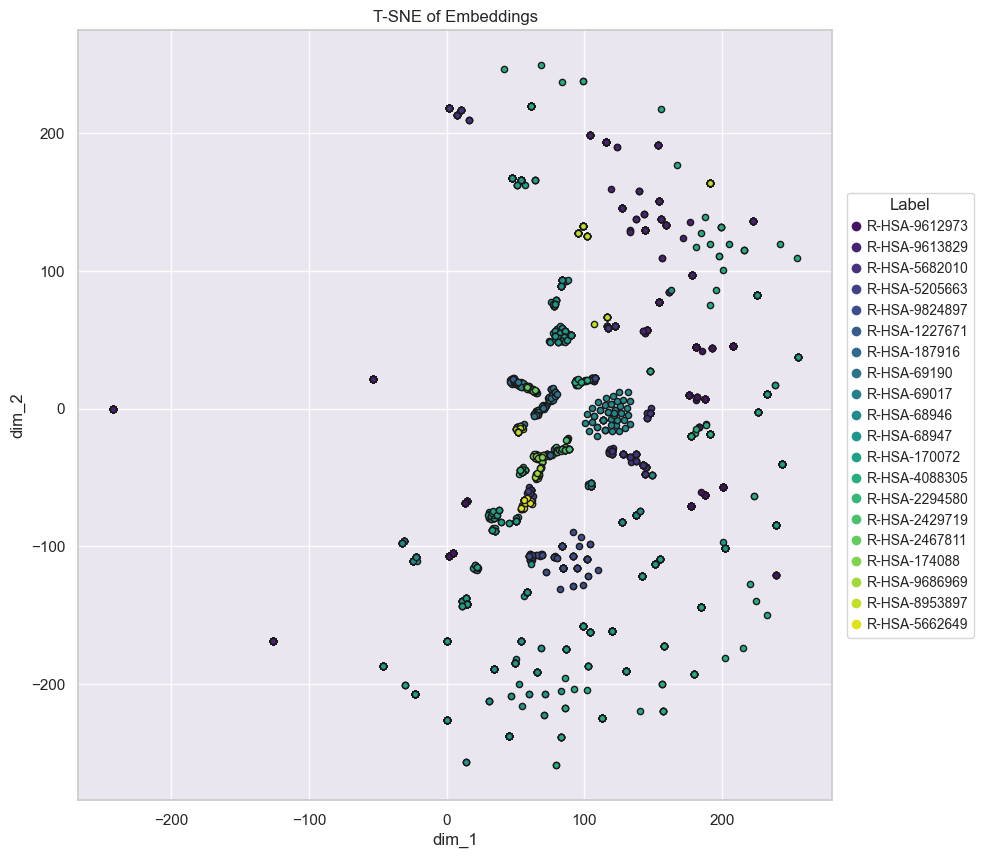 T-SNE of Embeddings
200
100
0
−100
−200
dim_2
−200
−100
0
100
200
dim_1
Label
R-HSA-9612973
R-HSA-9613829
R-HSA-5682010
R-HSA-5205663
R-HSA-9824897
R-HSA-1227671
R-HSA-187916
R-HSA-69190
R-HSA-69017
R-HSA-68946
R-HSA-68947
R-HSA-170072
R-HSA-4088305
R-HSA-2294580
R-HSA-2429719
R-HSA-2467811
R-HSA-174088
R-HSA-9686969
R-HSA-8953897
R-HSA-5662649